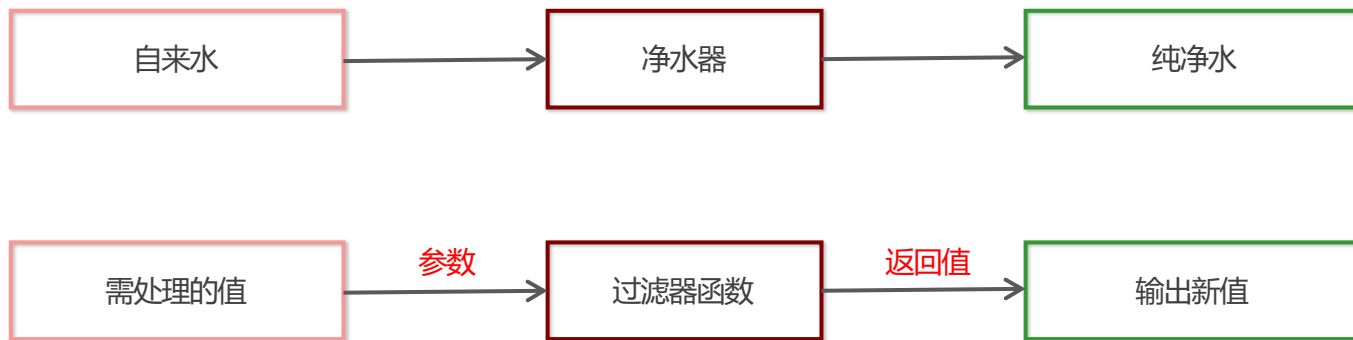 自来水
净水器
纯净水
参数
返回值
需处理的值
过滤器函数
输出新值